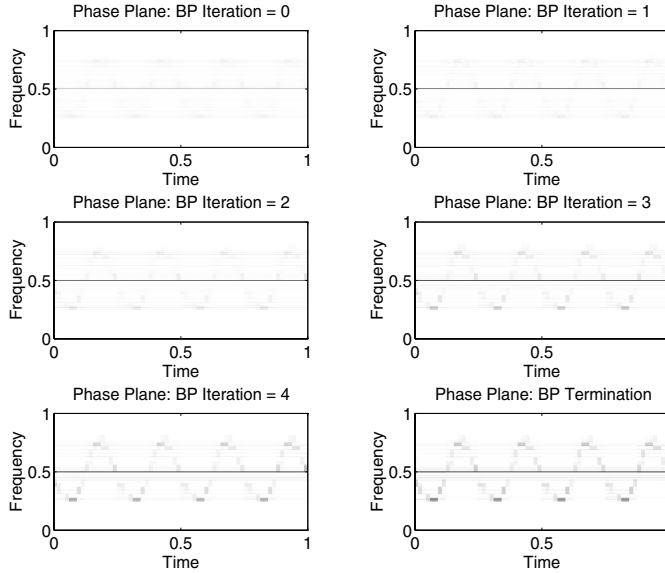 Phase Plane: BP Iteration = 0
1
Frequency
0.5
0
0
0.5
1
Time
Phase Plane: BP Iteration = 1
1
Frequency
0.5
0
0
0.5
Time
Phase Plane: BP Iteration = 2
1
Frequency
0.5
0
0
0.5
1
Time
Phase Plane: BP Iteration = 3
1
Frequency
0.5
0
0
0.5
Time
Phase Plane: BP Iteration = 4
1
Frequency
0.5
0
0
0.5
1
Time
Phase Plane: BP Termination
1
Frequency
0.5
0
0
0.5
Time